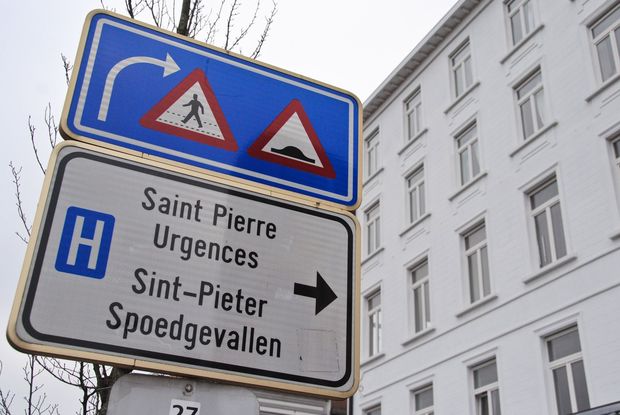 Saint Pierre
Urgences
H
Sint-Pieter
Spoedgevallen
27